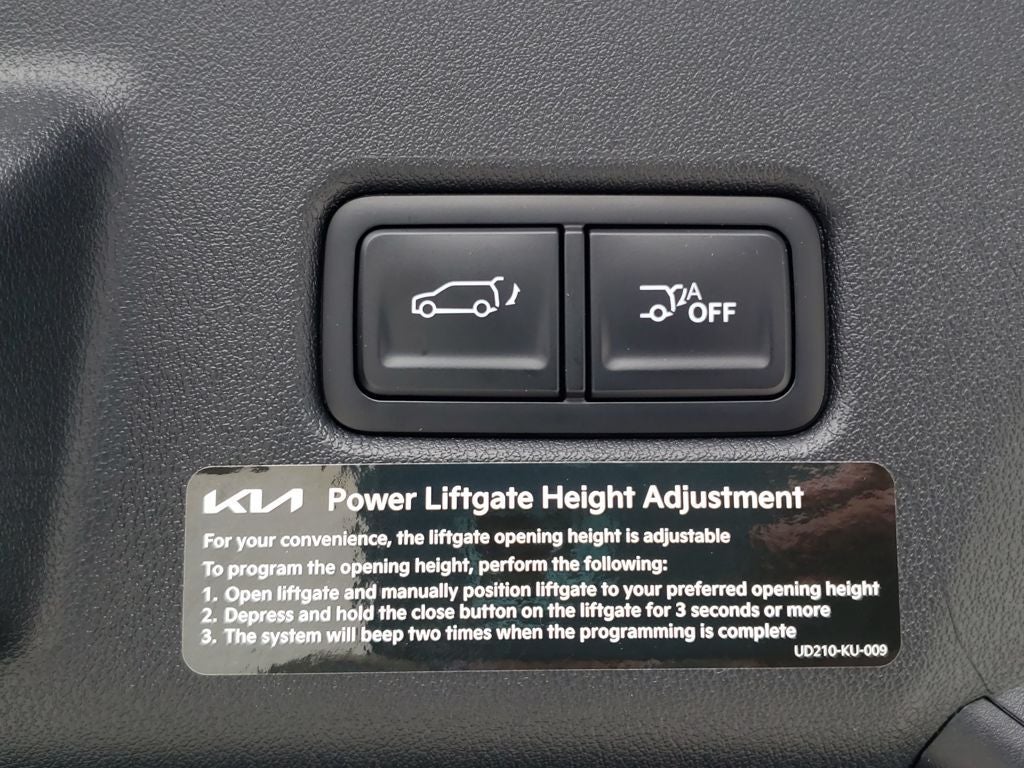 A
OFF
KIA Power Liftgate Height Adjustment
For your convenience, the liftgate opening height is adjustable
To program the opening height, perform the following:
1. Open liftgate and manually position liftgate to your preferred opening height
2. Depress and hold the close button on the liftgate for 3 seconds or more
3. The system will beep two times when the programming is complete
UD210-KU-009